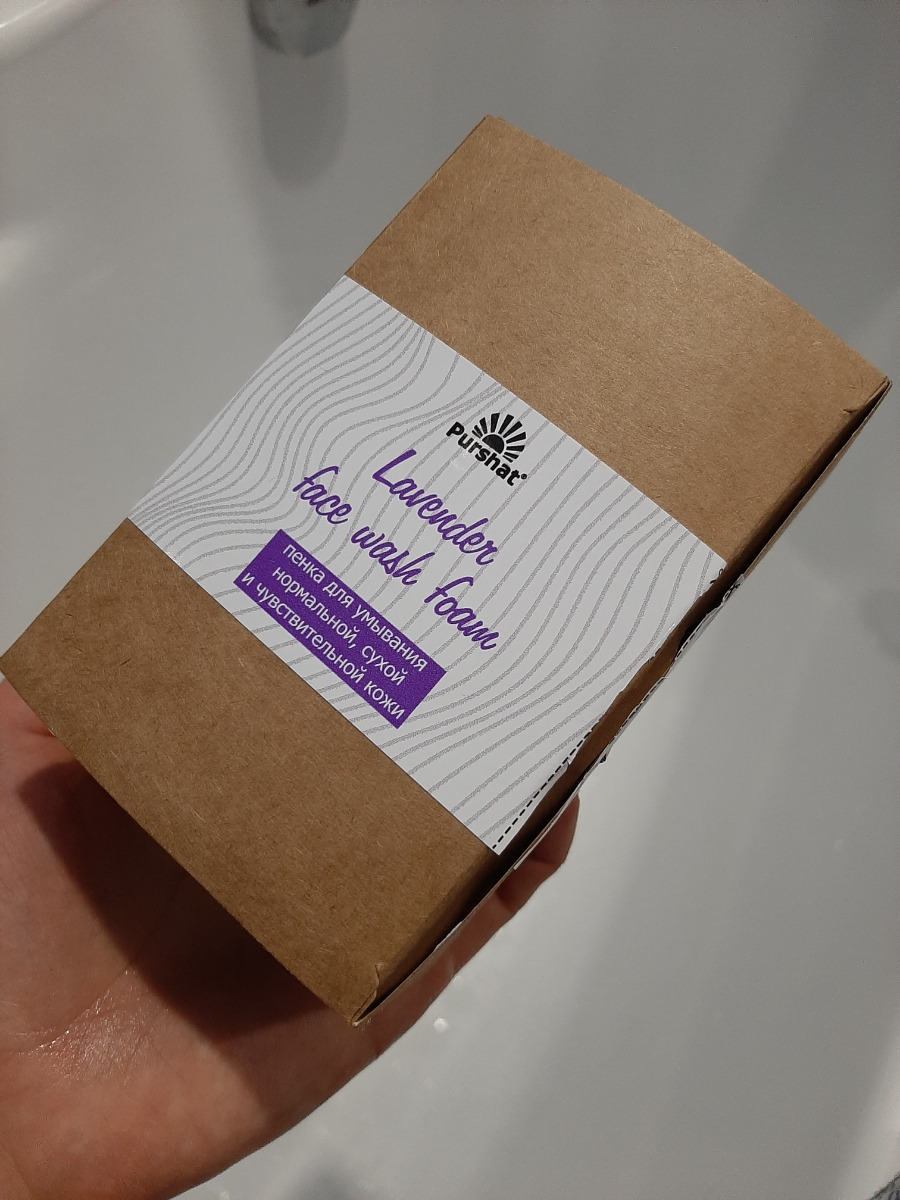 Purshat
Lavender
face wash foam
пенка для умывания
нормальной, сухой
и чувствительной кожи